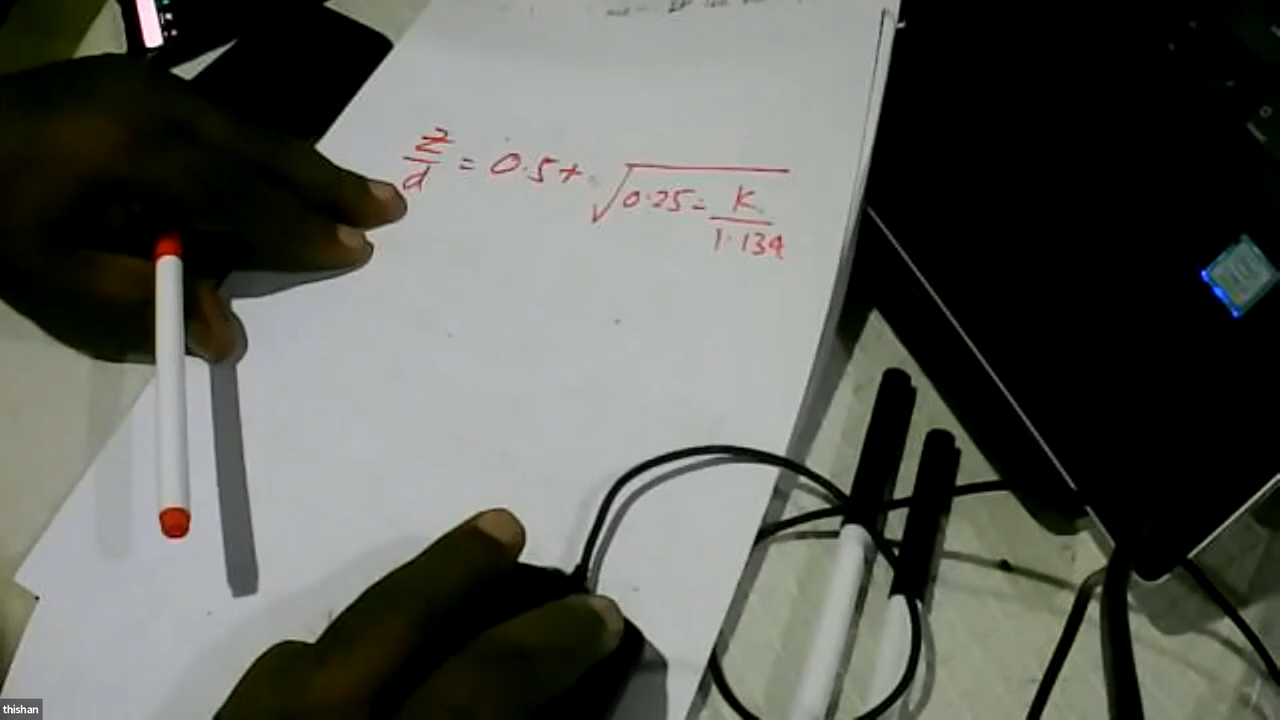 z/d = 0.5 + √(0.25 - K/1.134)
thishan